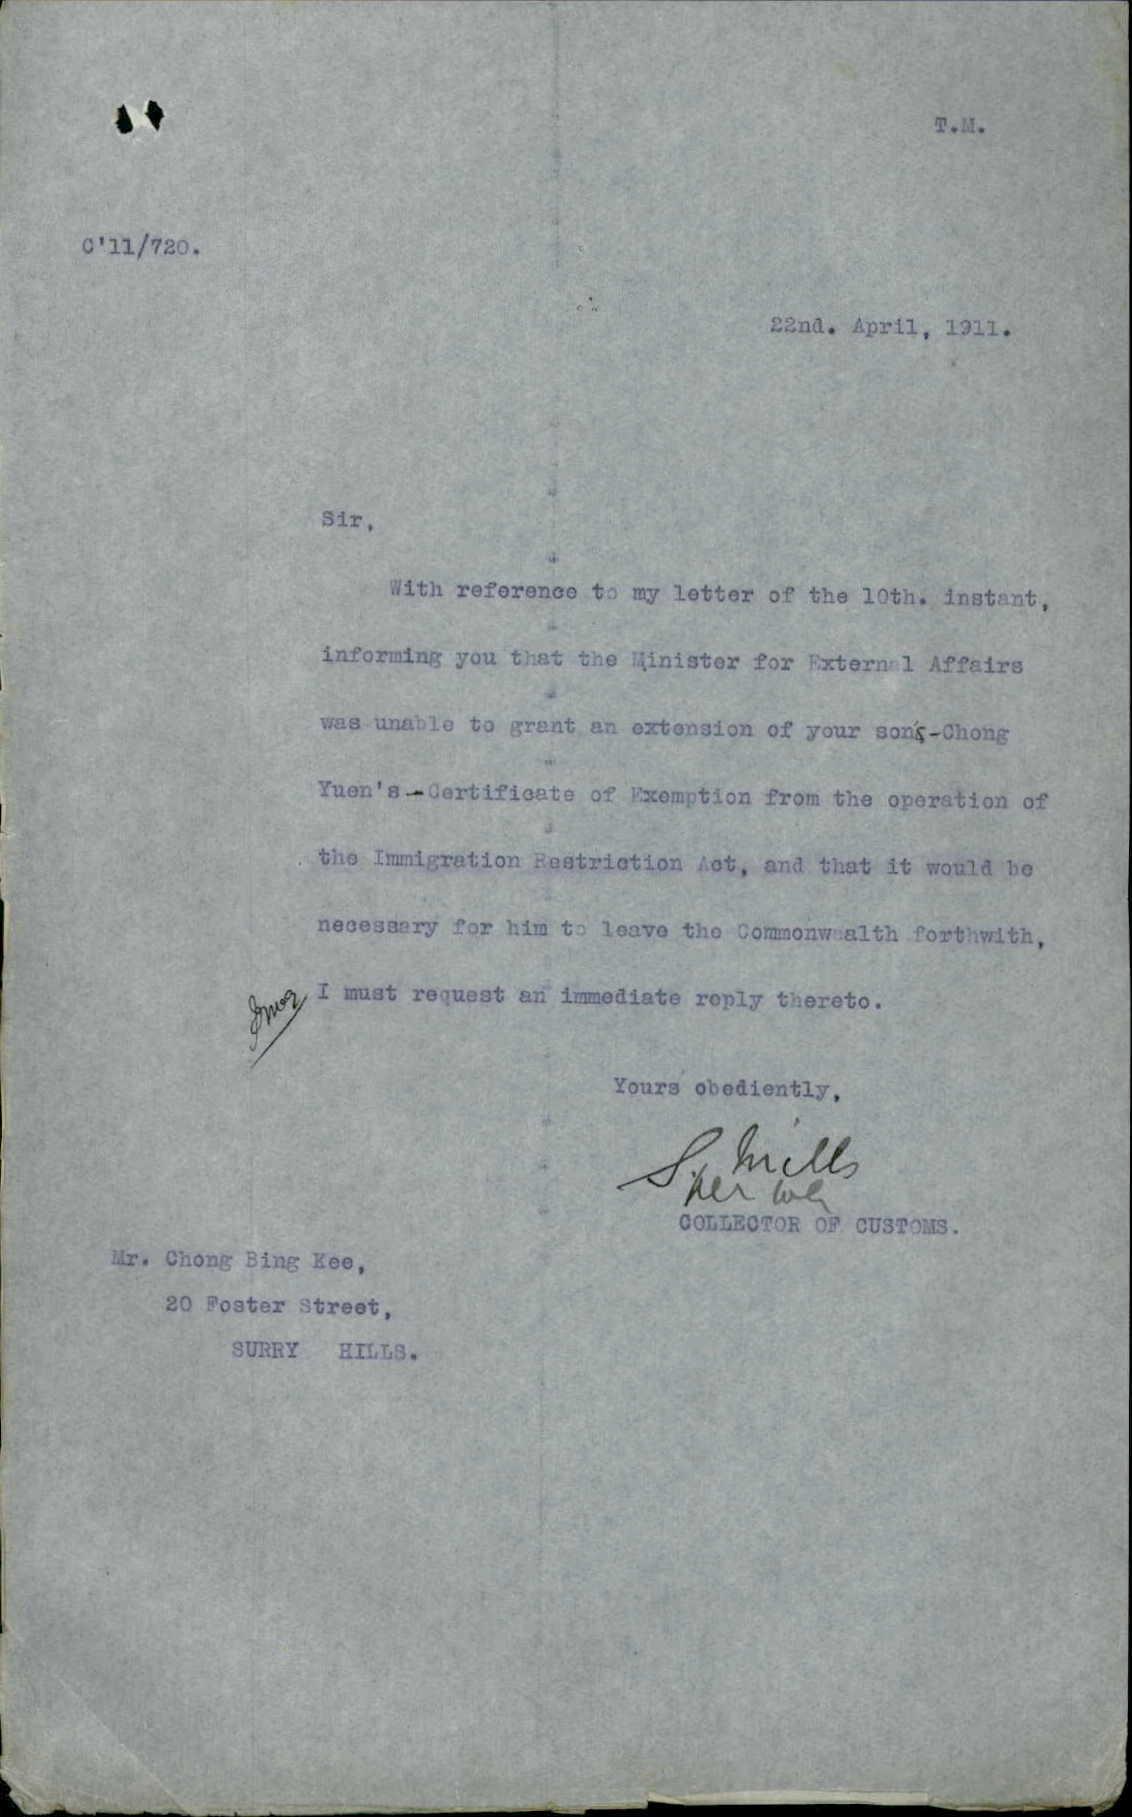 T.M.
C'11/720.
22nd. April, 1911.
Sir,
With reference to my letter of the 10th. instant,
informing you that the Minister for External Affairs
was unable to grant an extension of your son's-Chong
Yuen's-Certificate of Exemption from the operation of
the Immigration Restriction Act, and that it would be
necessary for him to leave the Commonwealth forthwith,
I must request an immediate reply thereto.
Yours obediently,
S. Mills
per
COLLECTOR OF CUSTOMS.
Mr. Chong Bing Kee,
20 Foster Street,
SURRY HILLS.